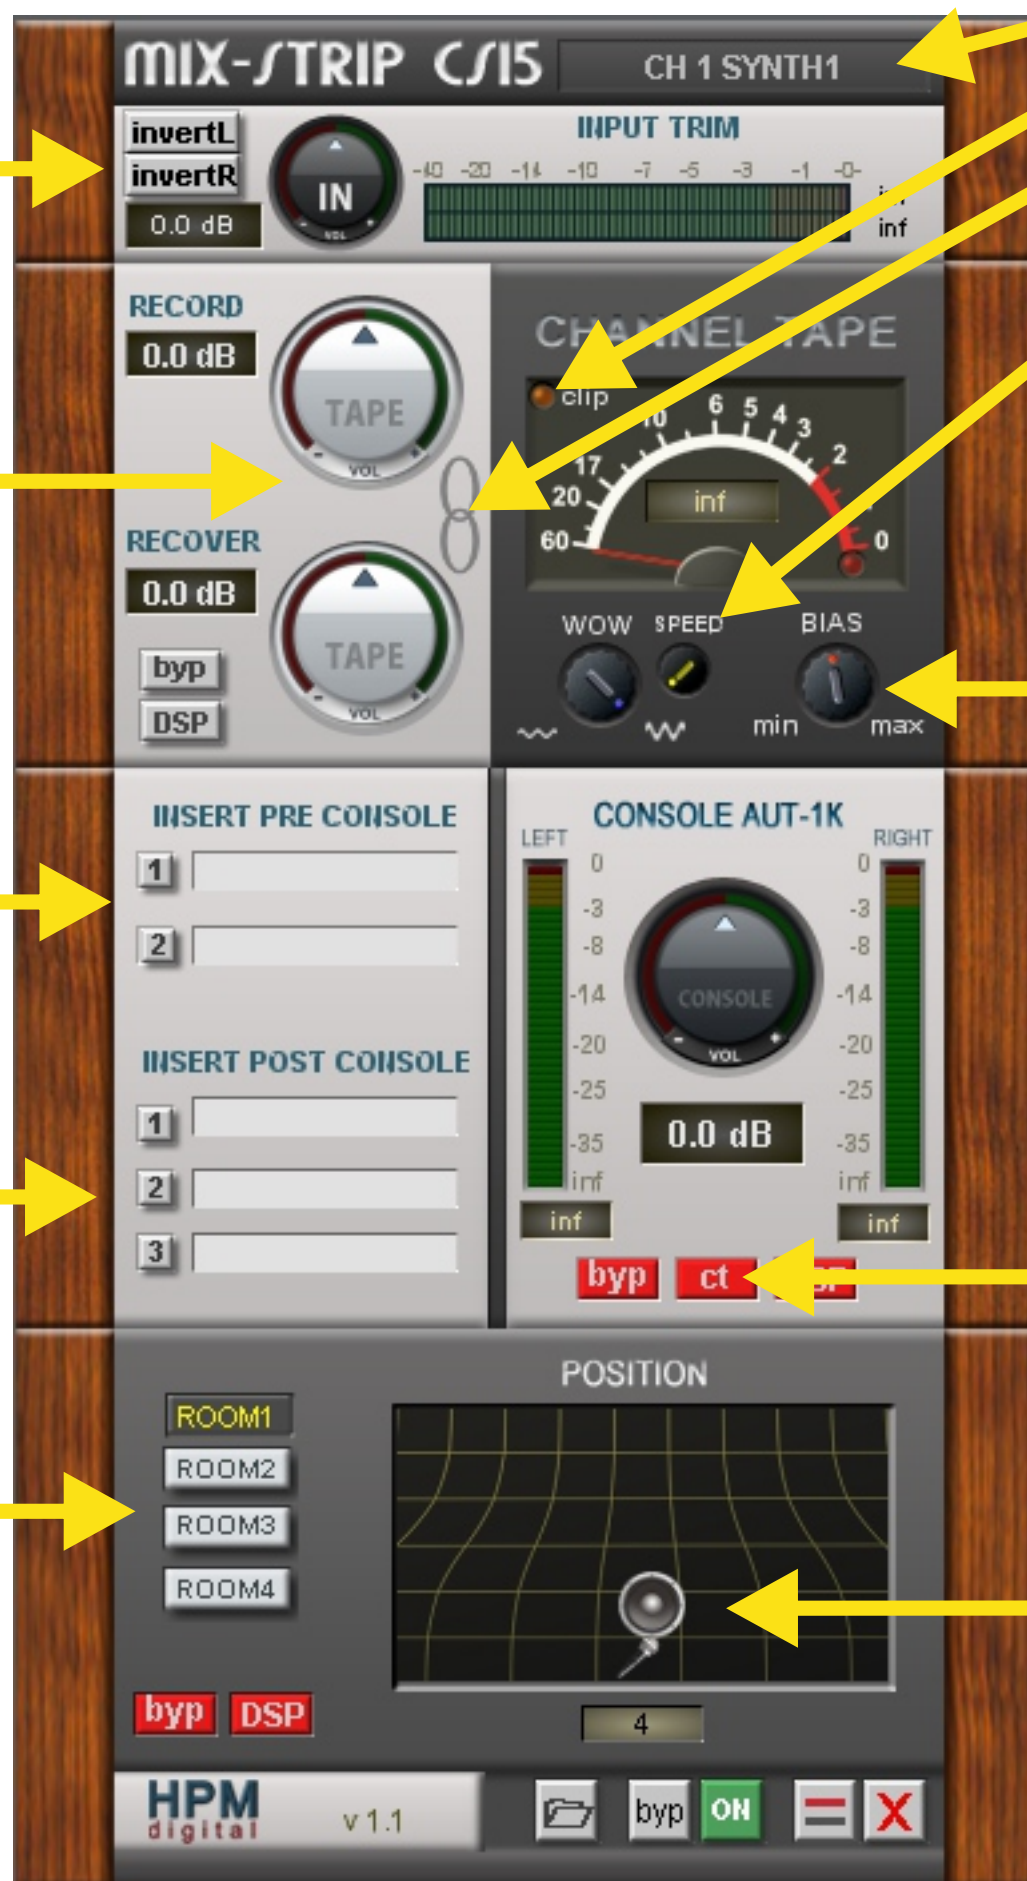 MIX-STRIP CS15
CH 1 SYNTH1
invertL
invertR
0.0 dB
IN
VOL
INPUT TRIM
-40 -20 -14 -10 -7 -5 -3 -1 -0-
inf
inf
RECORD
0.0 dB
TAPE
- VOL +
RECOVER
0.0 dB
TAPE
- VOL +
byp
DSP
CHANNEL TAPE
clip
60 20 17 10 6 5 4 3 2 0
inf
WOW SPEED BIAS
min max
INSERT PRE CONSOLE
1
2
INSERT POST CONSOLE
1
2
3
CONSOLE AUT-1K
LEFT RIGHT
0 0
-3 -3
-8 -8
-14 -14
-20 -20
-25 -25
-35 -35
inf inf
CONSOLE
- VOL +
0.0 dB
inf inf
byp ct
POSITION
ROOM1
ROOM2
ROOM3
ROOM4
byp DSP
4
HPM
digital
v 1.1
byp ON X